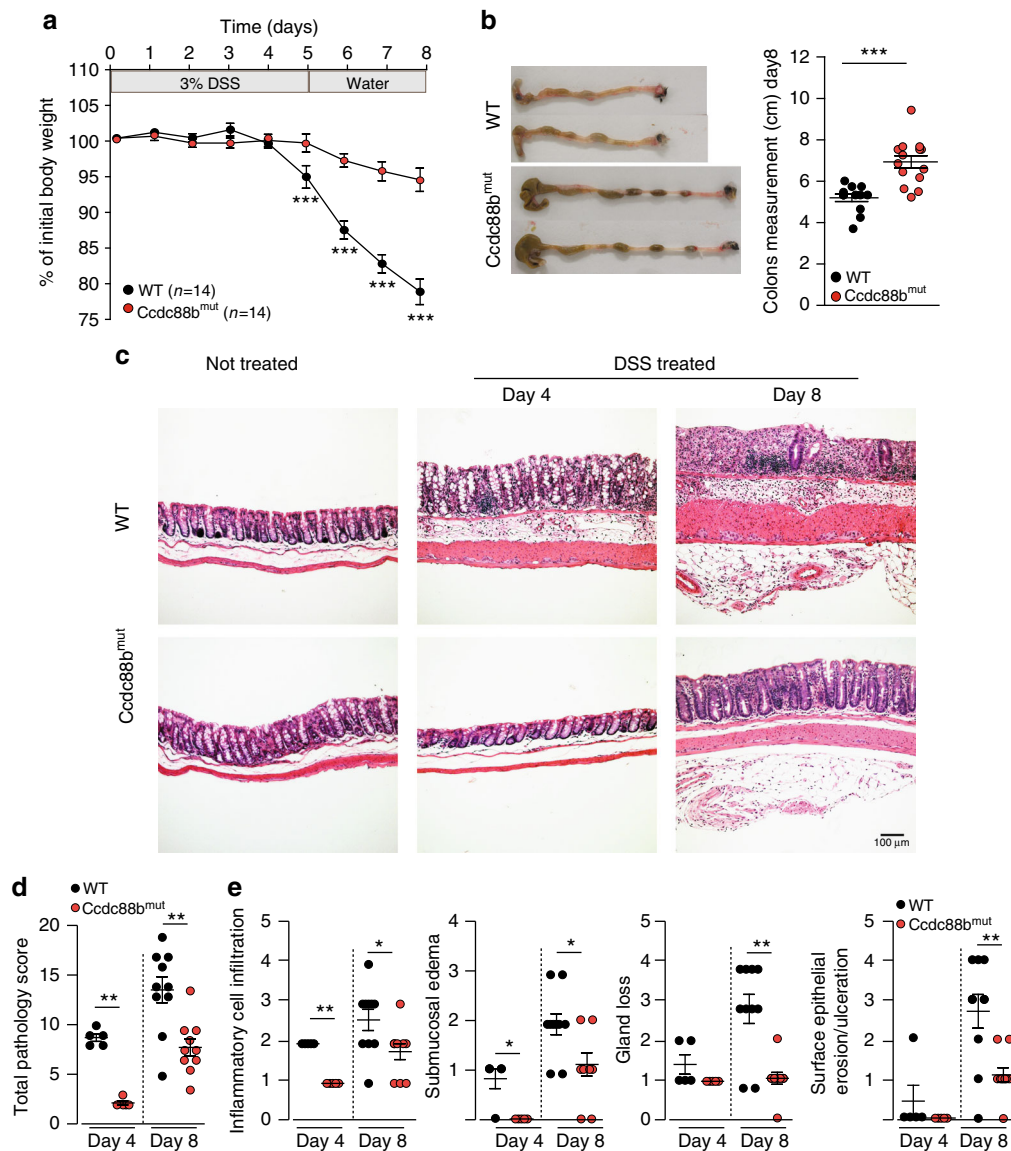 a
Time (days)
0 1 2 3 4 5 6 7 8
3% DSS Water
% of initial body weight
110
105
100
95
90
85
80
75
***
***
***
***
WT (n=14)
Ccdc88b^mut (n=14)
b
WT
Ccdc88b^mut
Colons measurement (cm) day8
12
10
8
6
4
2
0
***
WT
Ccdc88b^mut
c
Not treated
DSS treated
Day 4 Day 8
WT
Ccdc88b^mut
100 µm
d
WT
Ccdc88b^mut
Total pathology score
20
15
10
5
0
**
**
Day 4 Day 8
e
Inflammatory cell infiltration
5
4
3
2
1
0
**
*
Day 4 Day 8
Submucosal edema
4
3
2
1
*
*
Day 4 Day 8
Gland loss
5
4
3
2
1
0
**
Day 4 Day 8
WT
Ccdc88b^mut
Surface epithelial
erosion/ulceration
5
4
3
2
1
0
**
Day 4 Day 8